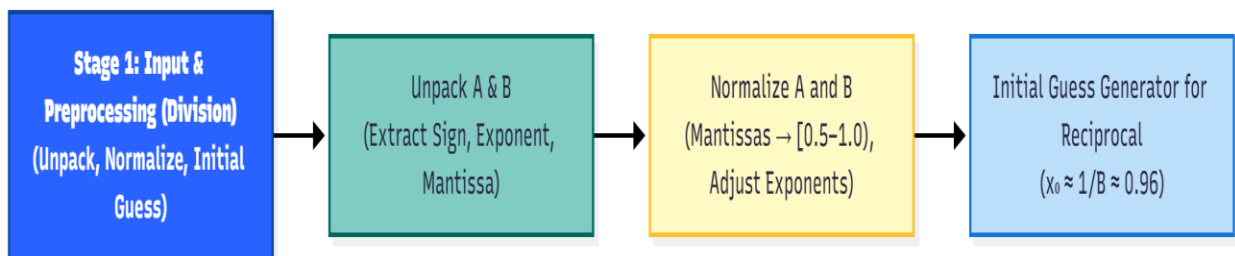 Stage 1: Input &
Preprocessing (Division)
(Unpack, Normalize, Initial
Guess)
Unpack A & B
(Extract Sign, Exponent,
Mantissa)
Normalize A and B
(Mantissas → [0.5–1.0),
Adjust Exponents)
Initial Guess Generator for
Reciprocal
(x₀ ≈ 1/B ≈ 0.96)